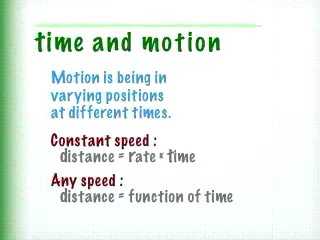 time and motion
Motion is being in
varying positions
at different times.
Constant speed :
distance = rate x time
Any speed :
distance = function of time